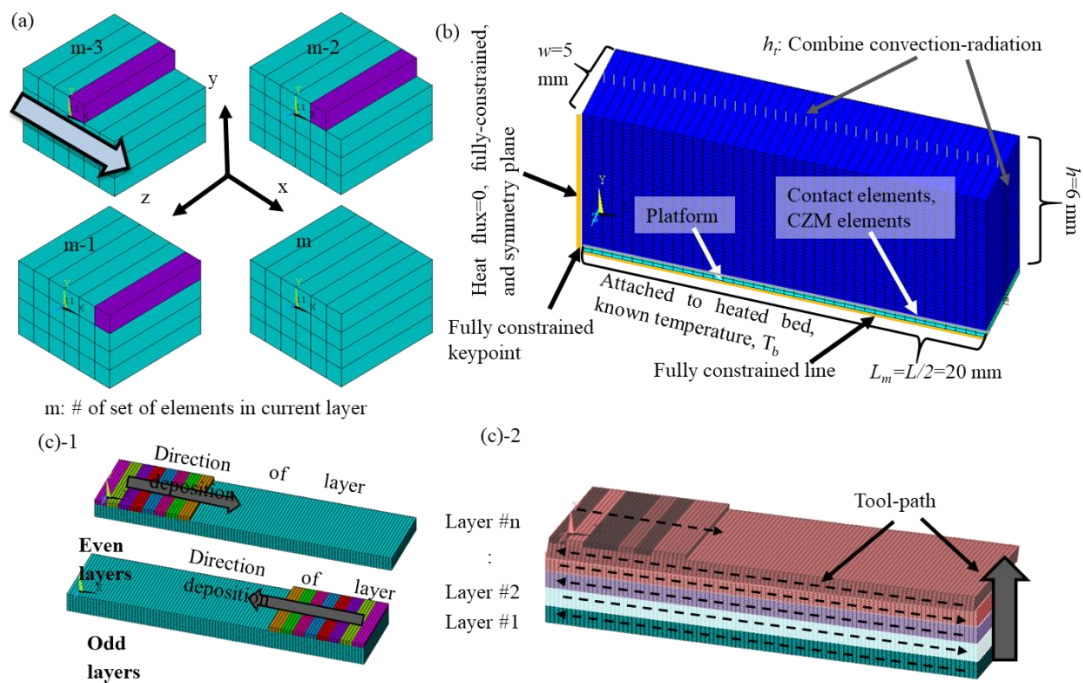 (a)
m-3
m-2
y
z
x
m-1
m
m: # of set of elements in current layer
(b)
w=5
mm
h_r: Combine convection-radiation
Heat flux=0, fully-constrained,
and symmetry plane
Platform
Contact elements,
CZM elements
h=6 mm
Attached to heated bed,
known temperature, T_b
Fully constrained
keypoint
Fully constrained line
L_m=L/2=20 mm
(c)-1
Direction of layer
deposition
Even
layers
Direction of layer
deposition
Odd
layers
(c)-2
Tool-path
Layer #n
:
Layer #2
Layer #1